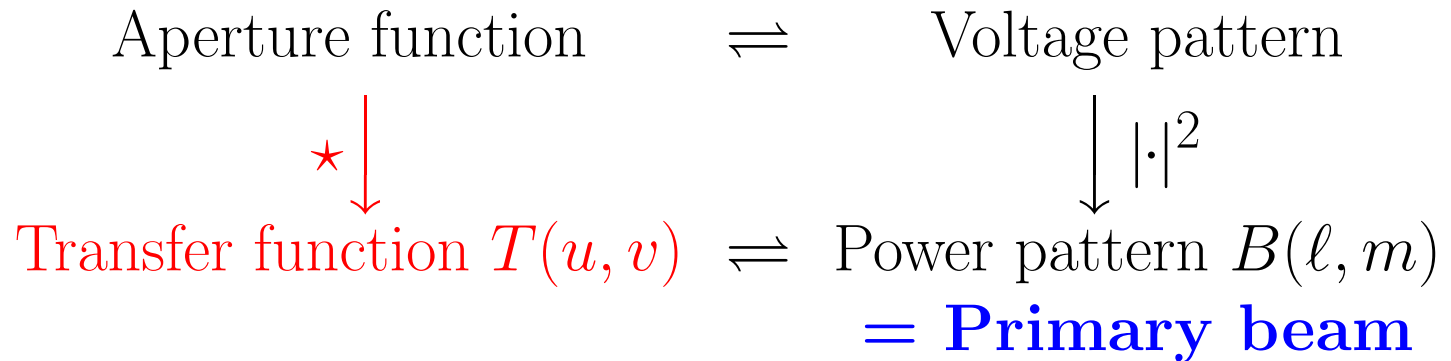 Aperture function ⇌ Voltage pattern
⋆ |·|²
Transfer function T(u, v) ⇌ Power pattern B(ℓ, m)
= Primary beam